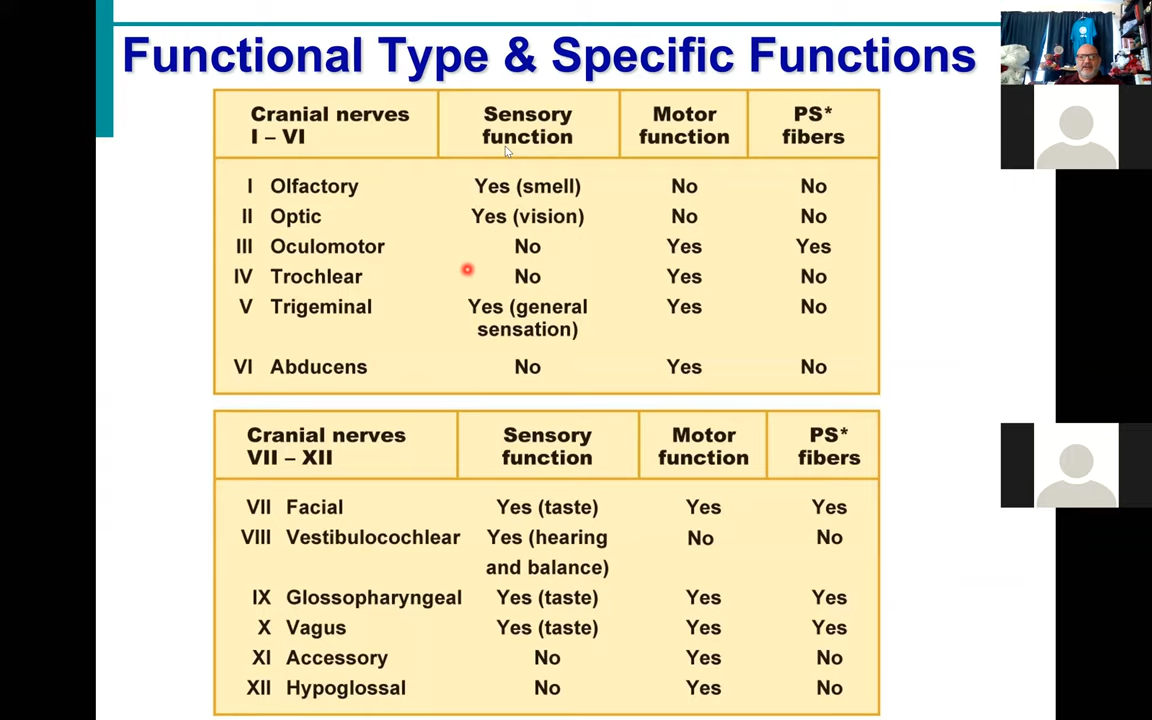 Functional Type & Specific Functions
Cranial nerves I – VI Sensory function Motor function PS* fibers
I Olfactory Yes (smell) No No
II Optic Yes (vision) No No
III Oculomotor No Yes Yes
IV Trochlear No Yes No
V Trigeminal Yes (general sensation) Yes No
VI Abducens No Yes No
Cranial nerves VII – XII Sensory function Motor function PS* fibers
VII Facial Yes (taste) Yes Yes
VIII Vestibulocochlear Yes (hearing and balance) No No
IX Glossopharyngeal Yes (taste) Yes Yes
X Vagus Yes (taste) Yes Yes
XI Accessory No Yes No
XII Hypoglossal No Yes No